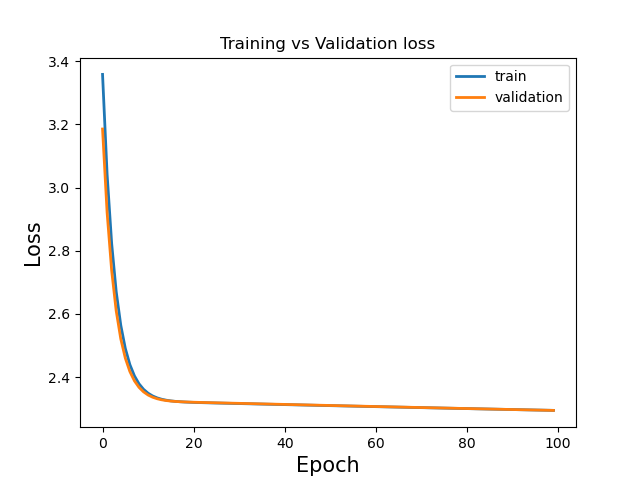 Training vs Validation loss
train
validation
3.4
3.2
3.0
2.8
2.6
2.4
Loss
0 20 40 60 80 100
Epoch